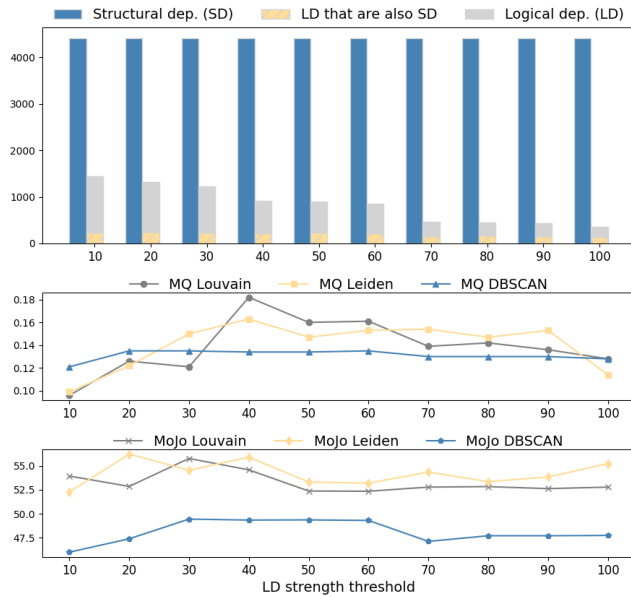 Structural dep. (SD) LD that are also SD Logical dep. (LD)
4000
3000
2000
1000
0
10 20 30 40 50 60 70 80 90 100
MQ Louvain MQ Leiden MQ DBSCAN
0.18
0.16
0.14
0.12
0.10
10 20 30 40 50 60 70 80 90 100
MoJo Louvain MoJo Leiden MoJo DBSCAN
55.0
52.5
50.0
47.5
10 20 30 40 50 60 70 80 90 100
LD strength threshold